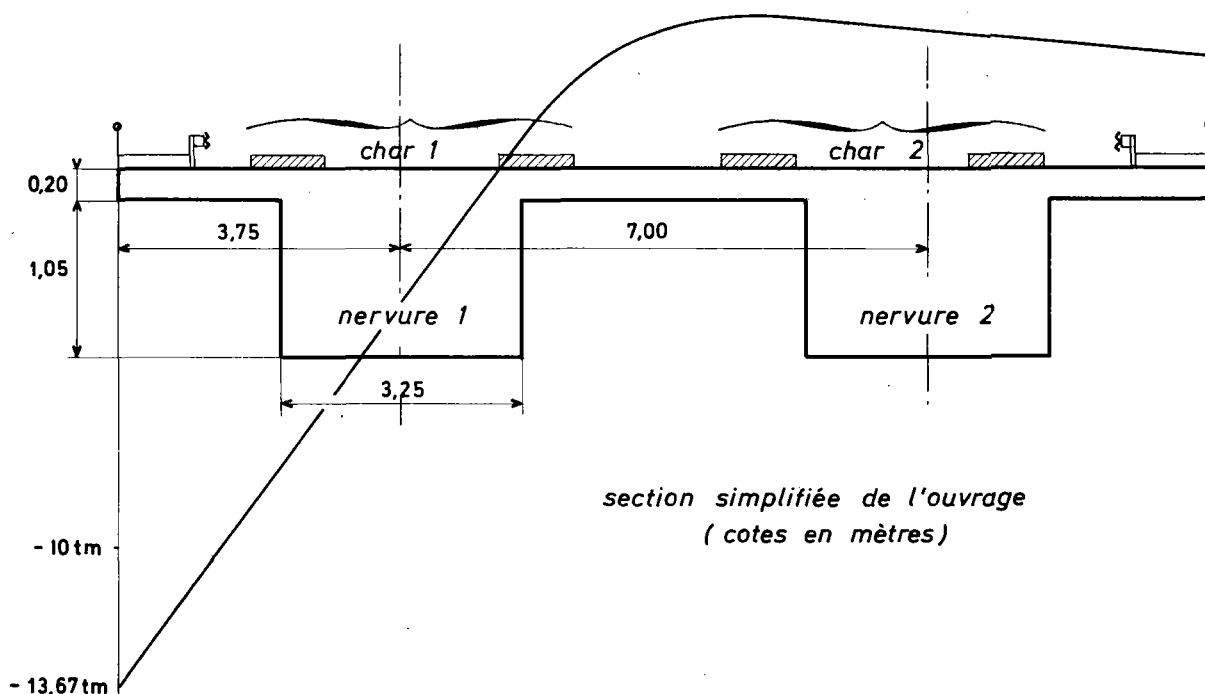 char 1
char 2
0,20
3,75
7,00
1,05
nervure 1
nervure 2
3,25
section simplifiée de l'ouvrage
( cotes en mètres )
- 10 tm
- 13,67 tm